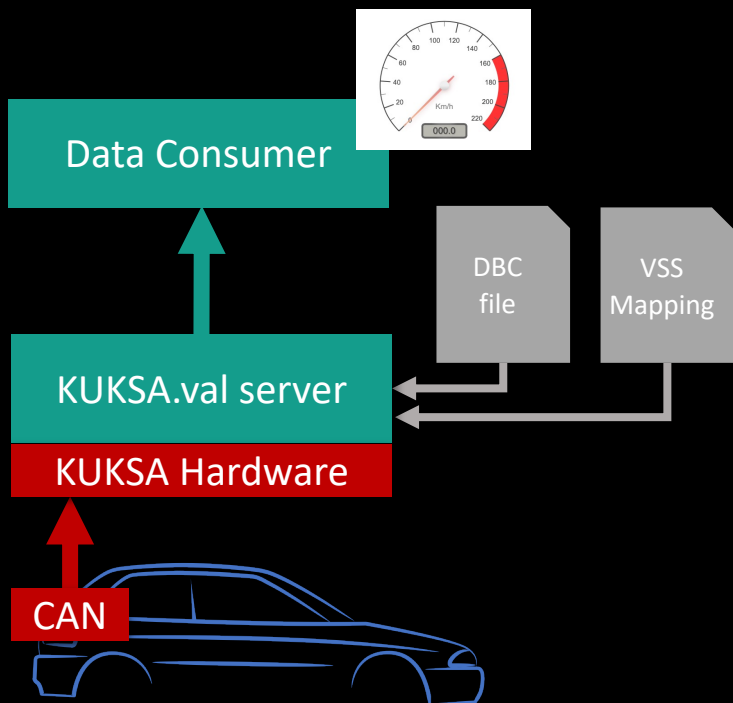 0
20
40
60
80
100
120
140
160
180
200
220
Km/h
000.0
Data Consumer
DBC
file
VSS
Mapping
KUKSA.val server
KUKSA Hardware
CAN